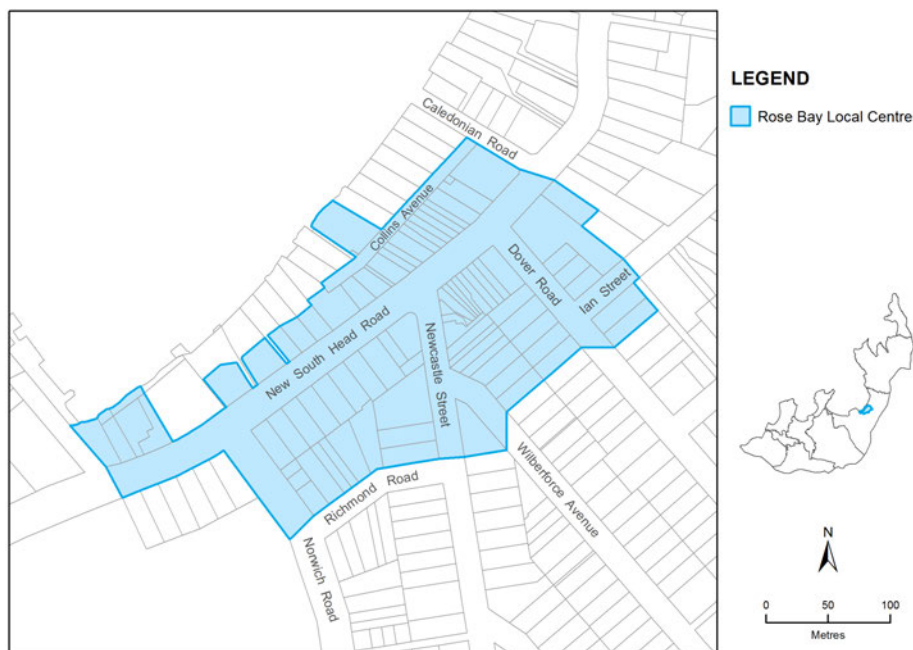 Caledonian Road
Collins Avenue
Dover Road
Ian Street
New South Head Road
Newcastle Street
Wilberforce Avenue
Richmond Road
Norwich Road
LEGEND
Rose Bay Local Centre
N
0 50 100
Metres